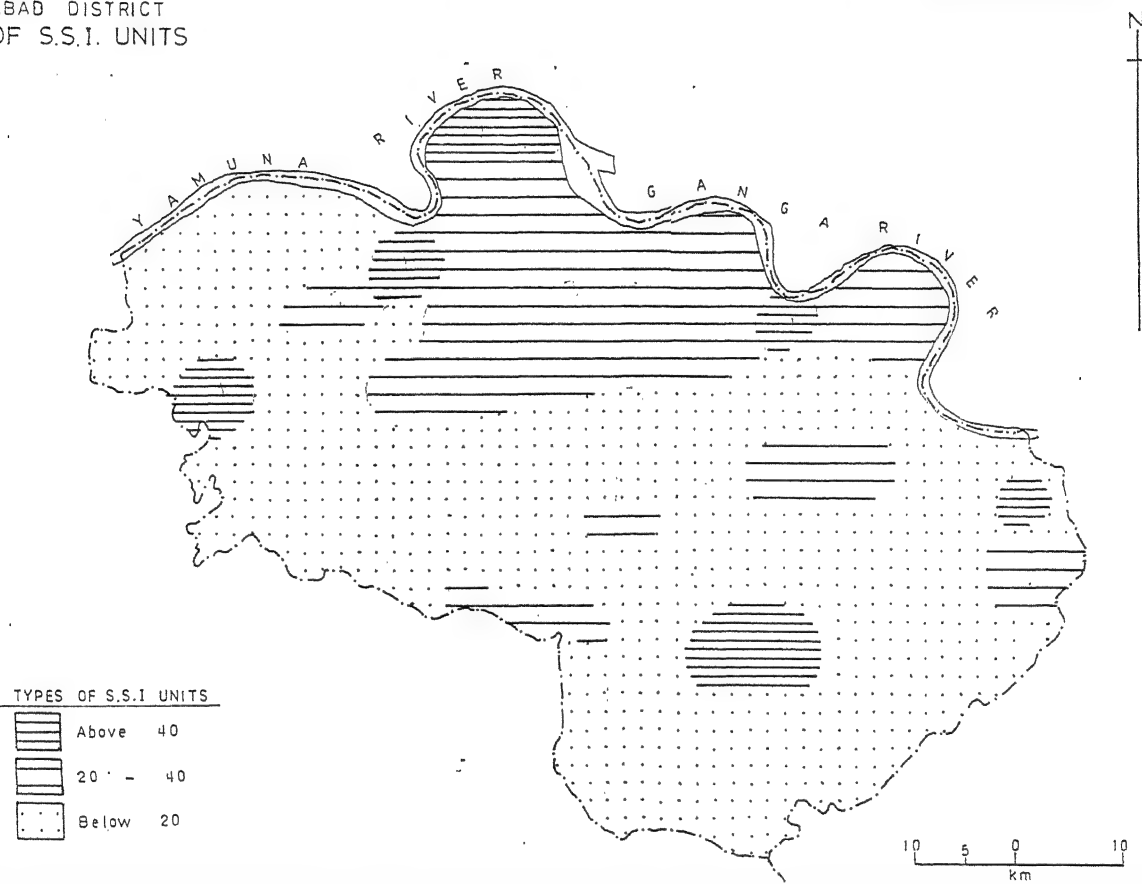 BAD DISTRICT
OF S.S.I. UNITS
N
YAMUNA RIVER
GANGA RIVER
TYPES OF S.S.I UNITS
Above 40
20 - 40
Below 20
10 5 0 10
km